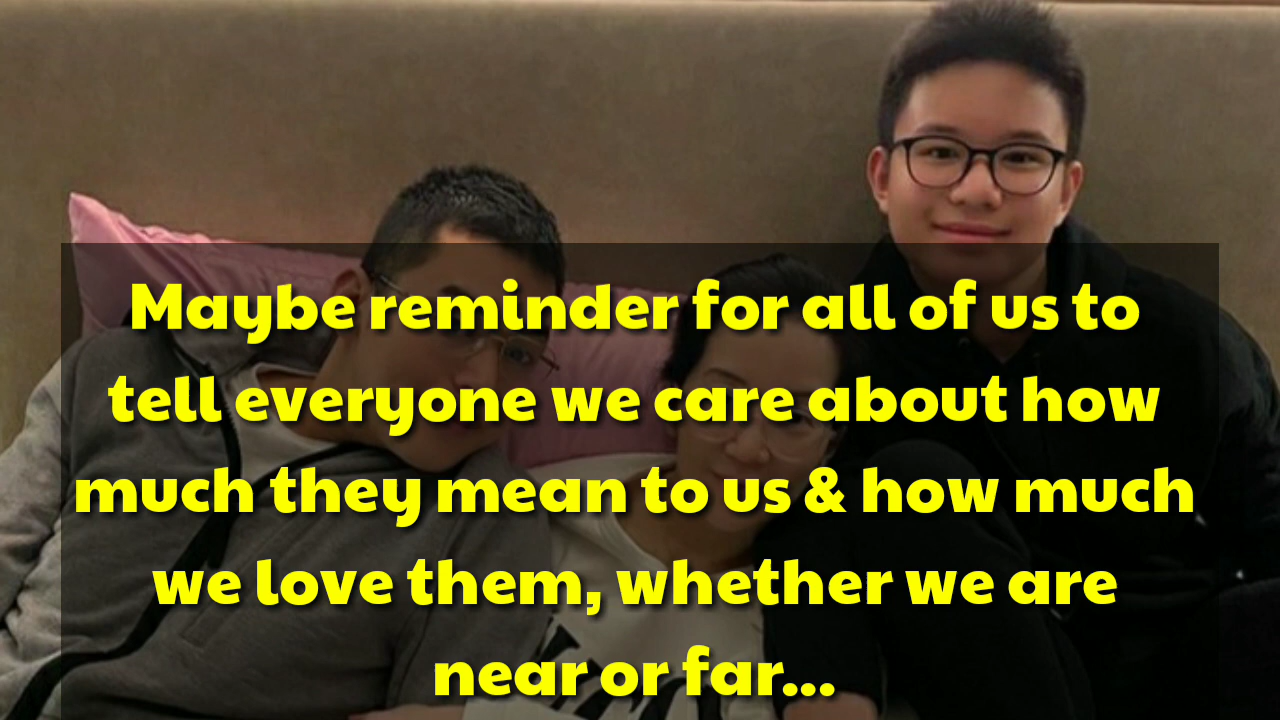 Maybe reminder for all of us to
tell everyone we care about how
much they mean to us & how much
we love them, whether we are
near or far...